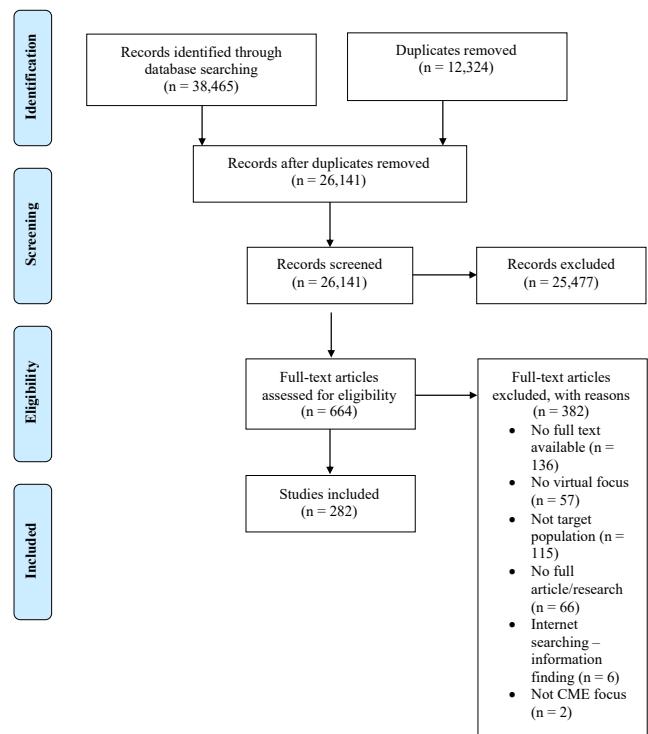 Identification
Records identified through
database searching
(n = 38,465)
Duplicates removed
(n = 12,324)
Records after duplicates removed
(n = 26,141)
Screening
Records screened
(n = 26,141)
Records excluded
(n = 25,477)
Eligibility
Full-text articles
assessed for eligibility
(n = 664)
Full-text articles
excluded, with reasons
(n = 382)
• No full text
available (n =
136)
• No virtual focus
(n = 57)
• Not target
population (n =
115)
• No full
article/research
(n = 66)
• Internet
searching –
information
finding (n = 6)
• Not CME focus
(n = 2)
Included
Studies included
(n = 282)